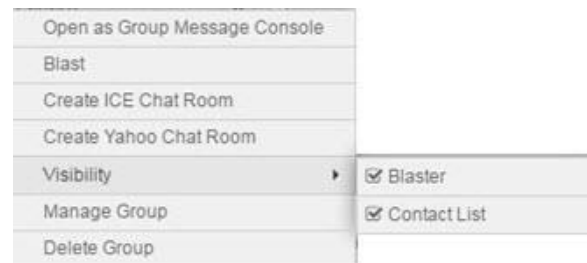 Open as Group Message Console
Blast
Create ICE Chat Room
Create Yahoo Chat Room
Visibility
Blaster
Manage Group
Contact List
Delete Group